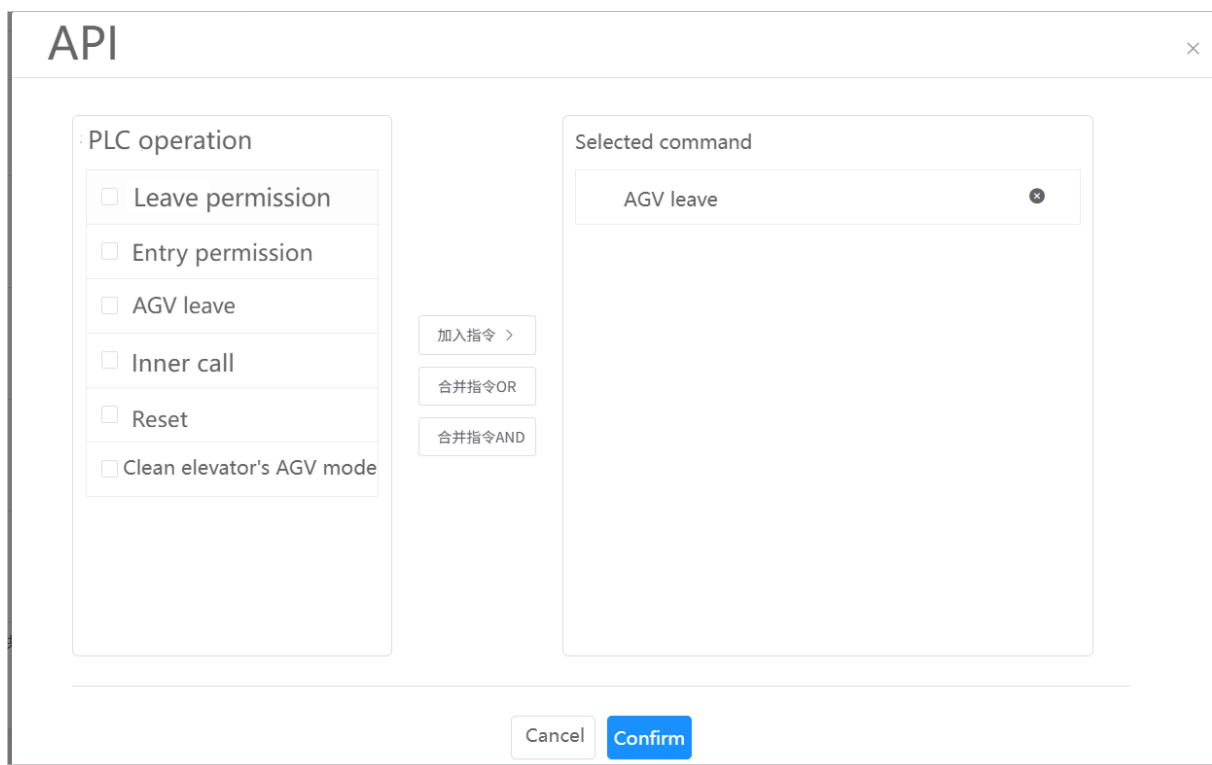 API
PLC operation
Leave permission
Entry permission
AGV leave
Inner call
Reset
Clean elevator's AGV mode
加入指令 >
合并指令OR
合并指令AND
Selected command
AGV leave
Cancel
Confirm